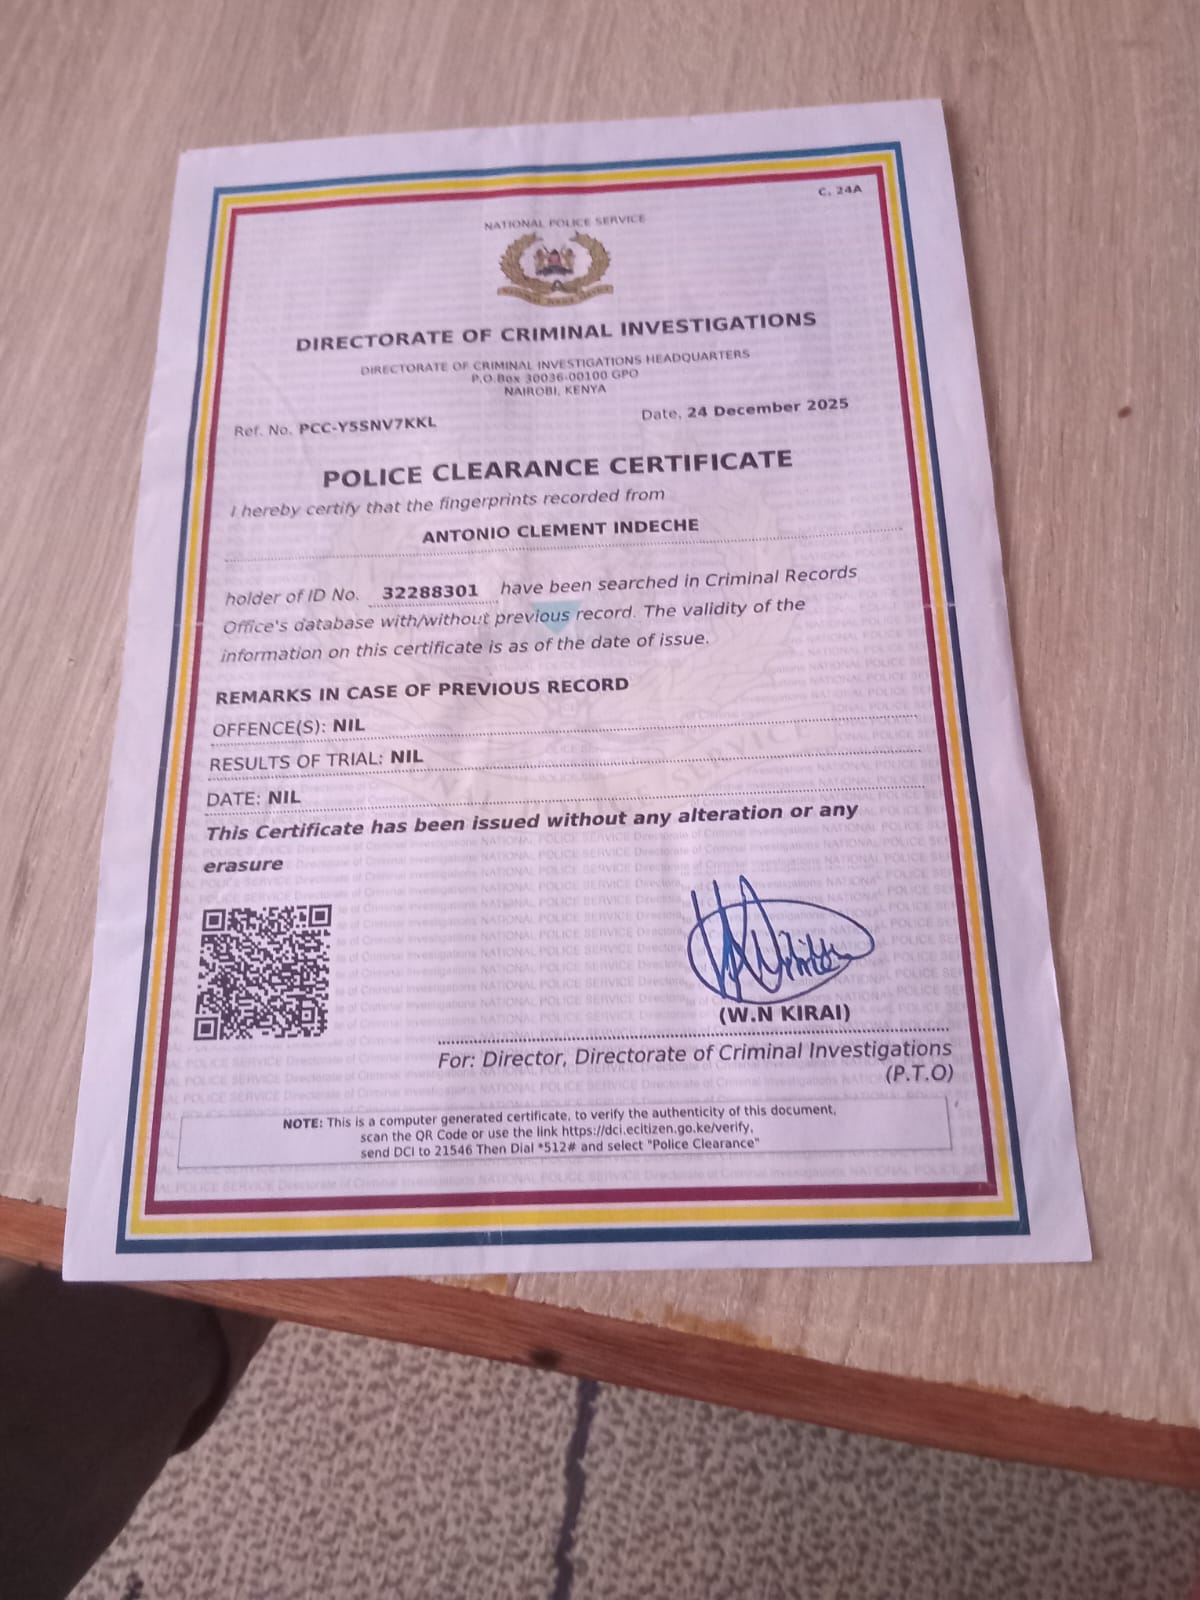 C. 24A
NATIONAL POLICE SERVICE
DIRECTORATE OF CRIMINAL INVESTIGATIONS
DIRECTORATE OF CRIMINAL INVESTIGATIONS HEADQUARTERS
P.O.Box 30036-00100 GPO
NAIROBI, KENYA
Ref. No. PCC-Y5SNV7KKL
Date. 24 December 2025
POLICE CLEARANCE CERTIFICATE
I hereby certify that the fingerprints recorded from
ANTONIO CLEMENT INDECHE
holder of ID No. 32288301 have been searched in Criminal Records
Office's database with/without previous record. The validity of the
information on this certificate is as of the date of issue.
REMARKS IN CASE OF PREVIOUS RECORD
OFFENCE(S): NIL
RESULTS OF TRIAL: NIL
DATE: NIL
This Certificate has been issued without any alteration or any
erasure
(W.N KIRAI)
For: Director, Directorate of Criminal Investigations
(P.T.O)
NOTE: This is a computer generated certificate, to verify the authenticity of this document,
scan the QR Code or use the link https://dci.ecitizen.go.ke/verify,
send DCI to 21546 Then Dial *512# and select "Police Clearance"